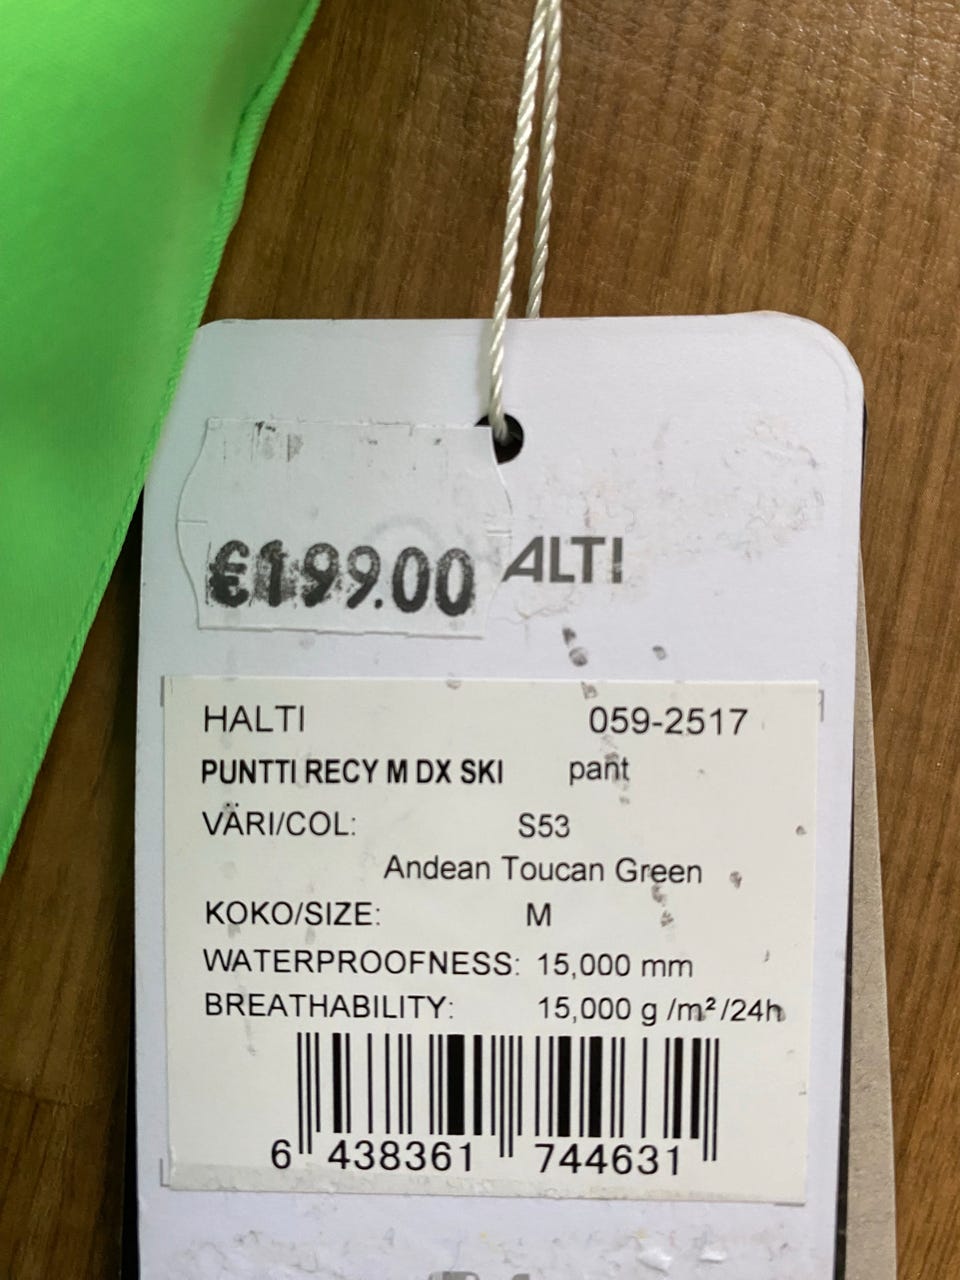 €199.00
ALTI
HALTI 059-2517
PUNTTI RECY M DX SKI pant
VÄRI/COL: S53
Andean Toucan Green
KOKO/SIZE: M
WATERPROOFNESS: 15,000 mm
BREATHABILITY: 15,000 g /m²/24h
6 438361 744631